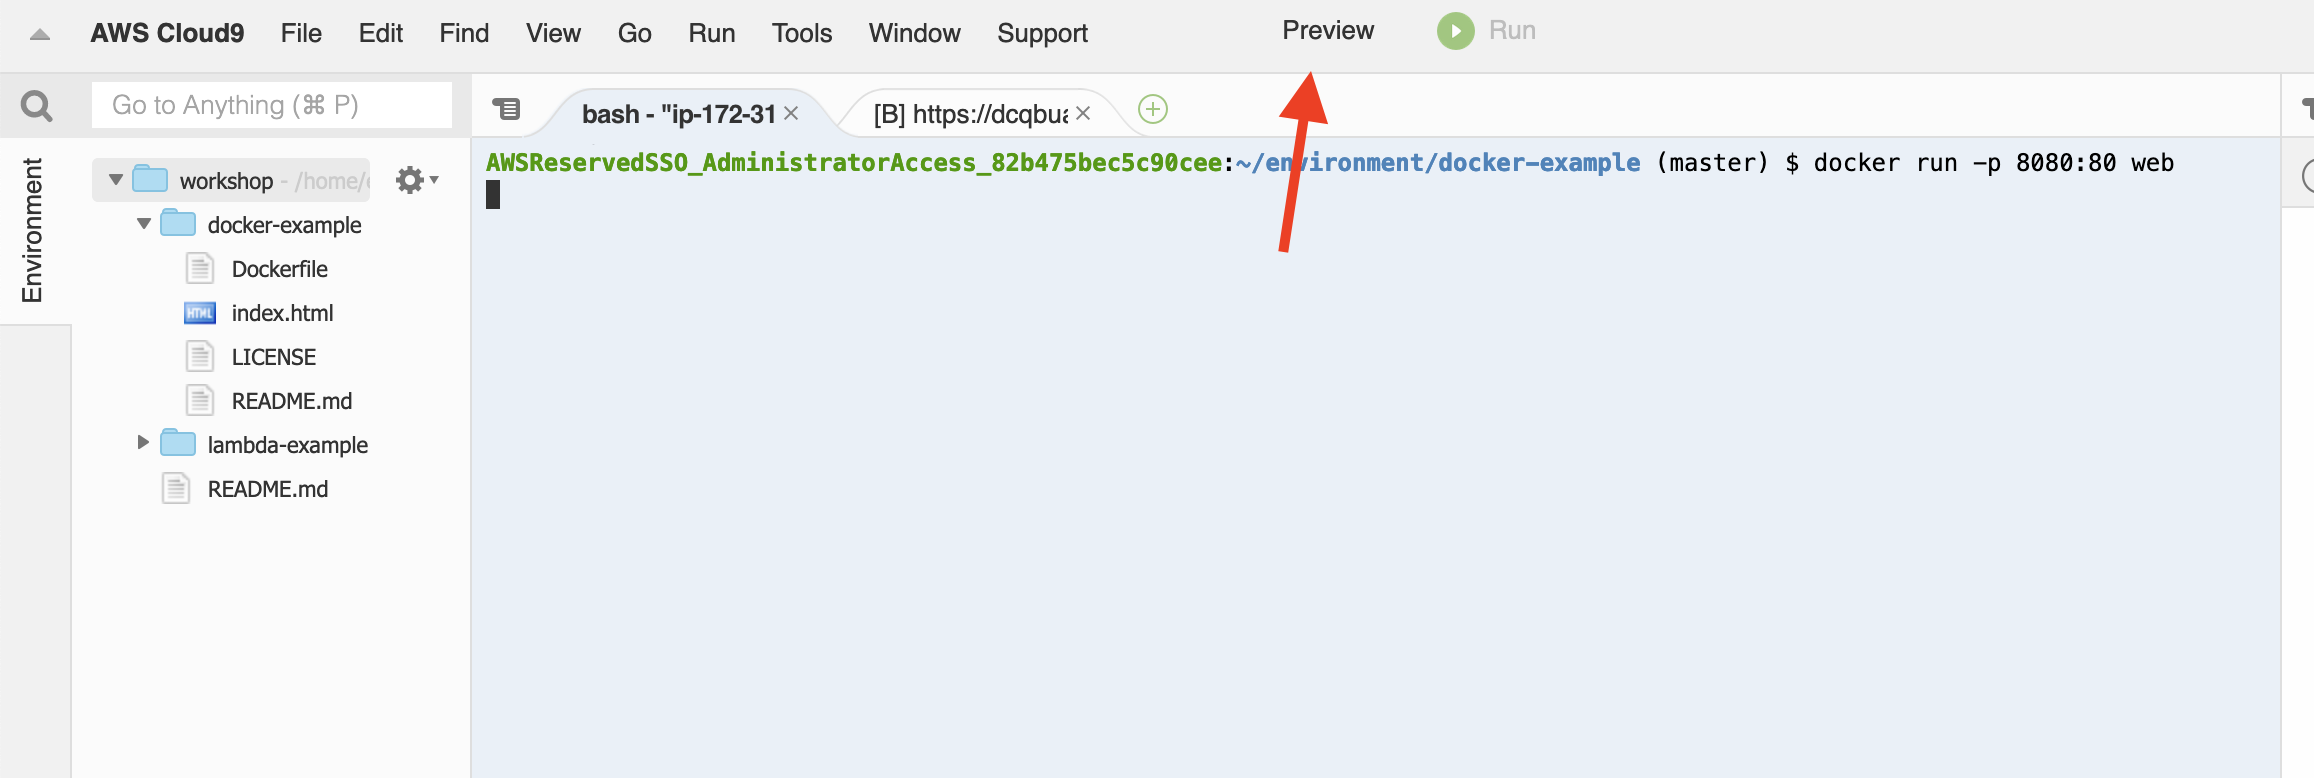 AWS Cloud9 File Edit Find View Go Run Tools Window Support Preview Run
Go to Anything (⌘ P)
bash - "ip-172-31
[B] https://dcqbua
Environment
AWSReservedSSO_AdministratorAccess_82b475bec5c90cee:~/environment/docker-example (master) $ docker run -p 8080:80 web
workshop - /home/e
docker-example
Dockerfile
HTML index.html
LICENSE
README.md
lambda-example
README.md